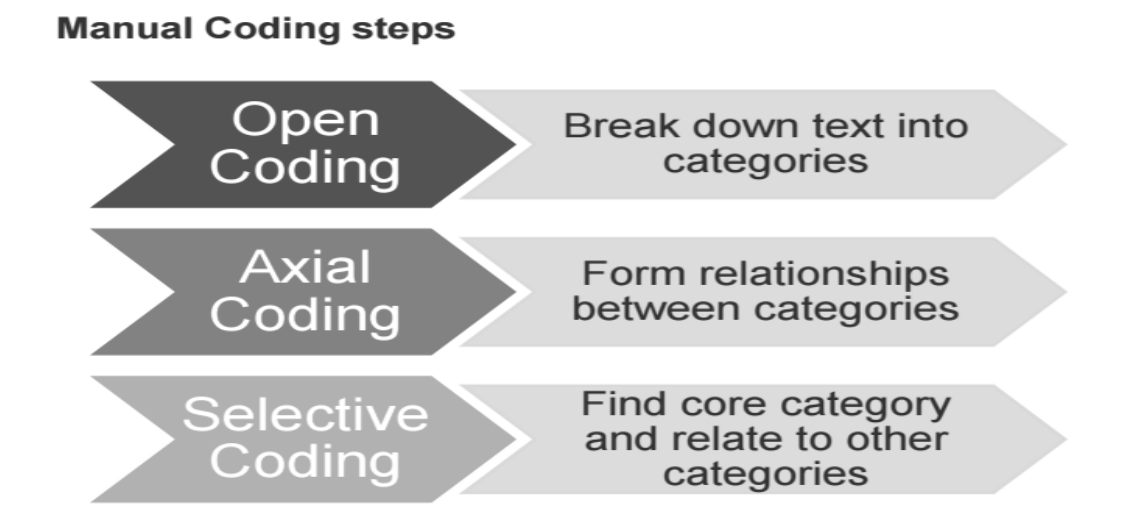 Manual Coding steps
Open
Coding
Break down text into
categories
Axial
Coding
Form relationships
between categories
Selective
Coding
Find core category
and relate to other
categories